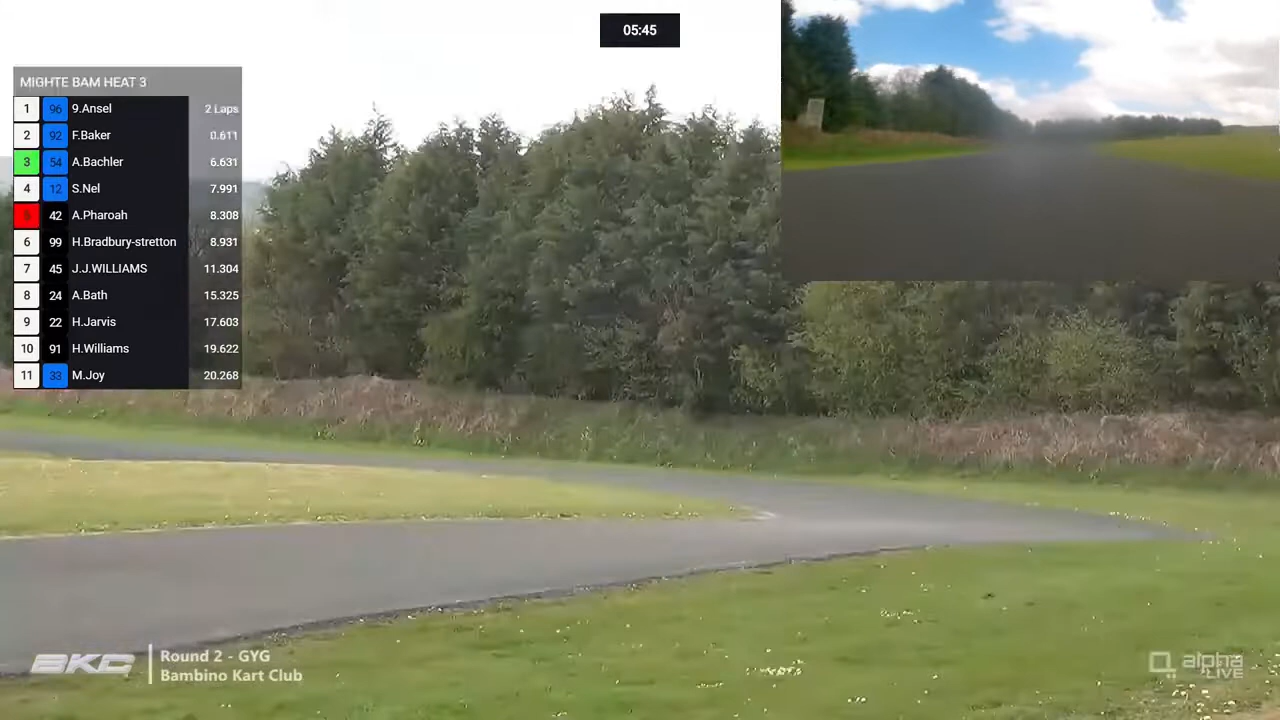 05:45
MIGHTE BAM HEAT 3
1 96 9.Ansel 2 Laps
2 92 F.Baker 0.611
3 54 A.Bachler 6.631
4 12 S.Nel 7.991
5 42 A.Pharoah 8.308
6 99 H.Bradbury-stretton 8.931
7 45 J.J.WILLIAMS 11.304
8 24 A.Bath 15.325
9 22 H.Jarvis 17.603
10 91 H.Williams 19.622
11 33 M.Joy 20.268
BKC
Round 2 - GYG
Bambino Kart Club
alpha
LIVE